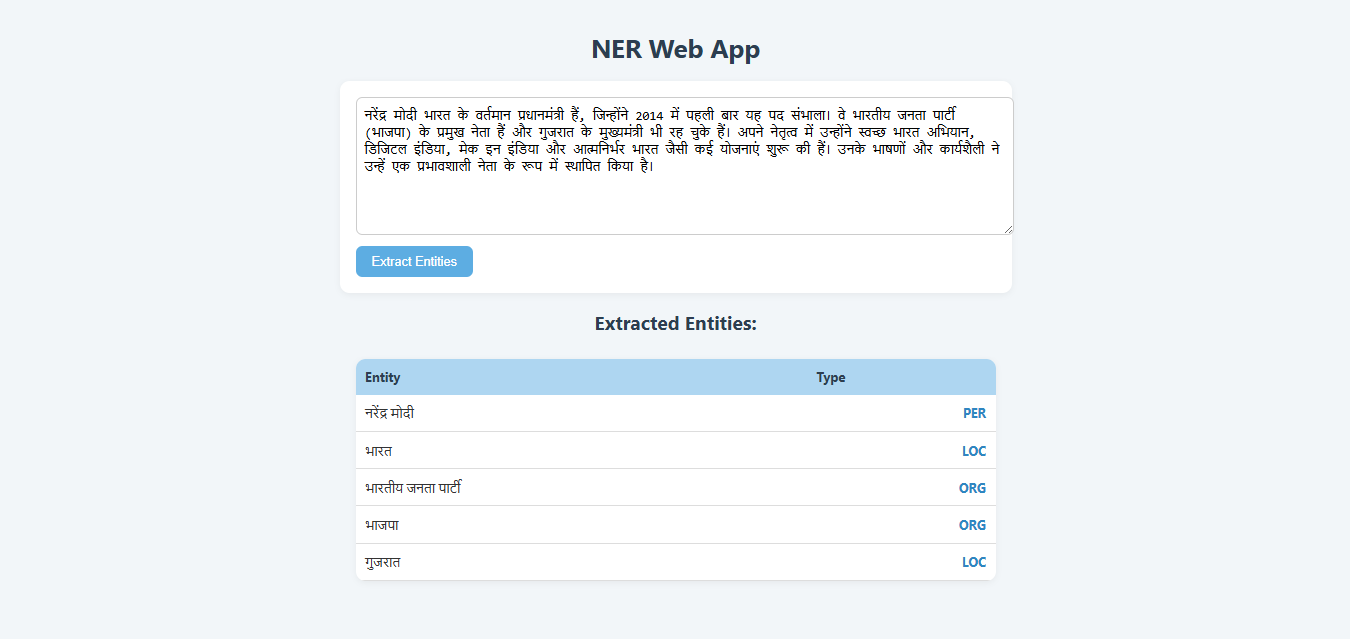 NER Web App
नरेंद्र मोदी भारत के वर्तमान प्रधानमंत्री हैं, जिन्होंने 2014 में पहली बार यह पद संभाला। वे भारतीय जनता पार्टी
(भाजपा) के प्रमुख नेता हैं और गुजरात के मुख्यमंत्री भी रह चुके हैं। अपने नेतृत्व में उन्होंने स्वच्छ भारत अभियान,
डिजिटल इंडिया, मेक इन इंडिया और आत्मनिर्भर भारत जैसी कई योजनाएं शुरू की हैं। उनके भाषणों और कार्यशैली ने
उन्हें एक प्रभावशाली नेता के रूप में स्थापित किया है।
Extract Entities
Extracted Entities:
Entity Type
नरेंद्र मोदी PER
भारत LOC
भारतीय जनता पार्टी ORG
भाजपा ORG
गुजरात LOC